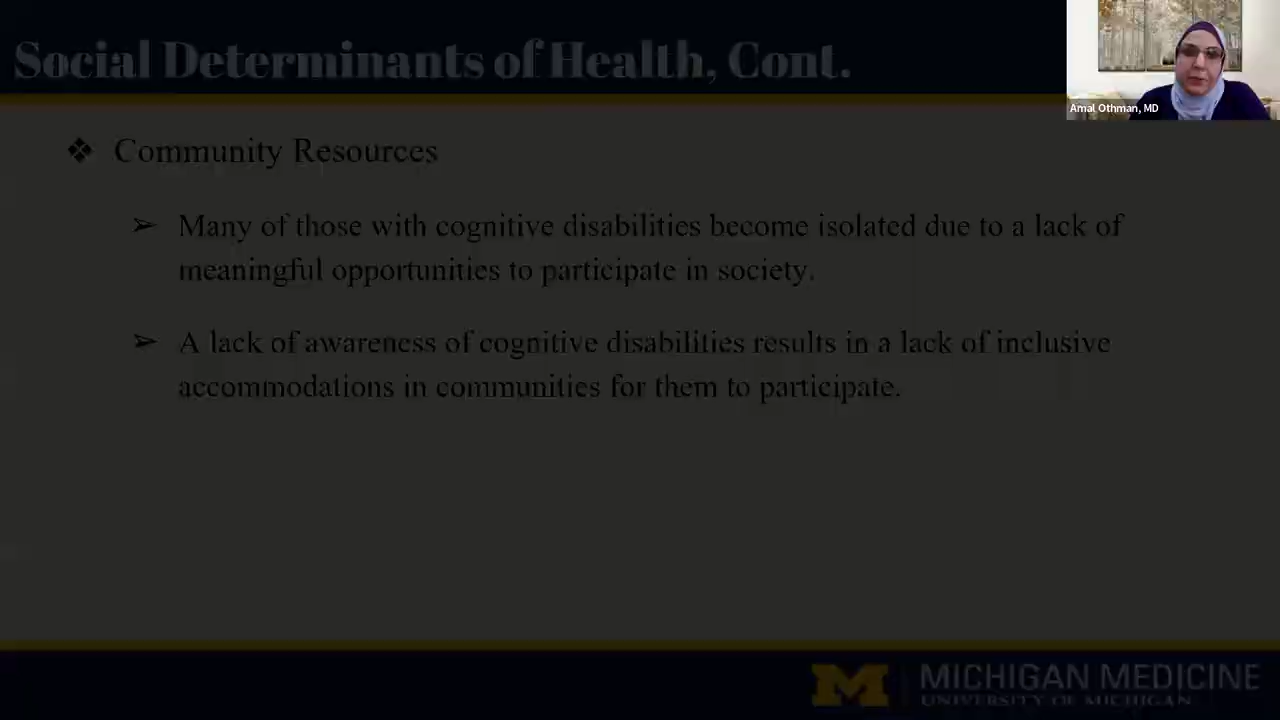 Social Determinants of Health, Cont.
Amal Othman, MD
❖ Community Resources
➢ Many of those with cognitive disabilities become isolated due to a lack of
meaningful opportunities to participate in society.
➢ A lack of awareness of cognitive disabilities results in a lack of inclusive
accommodations in communities for them to participate.
M | MICHIGAN MEDICINE
UNIVERSITY OF MICHIGAN